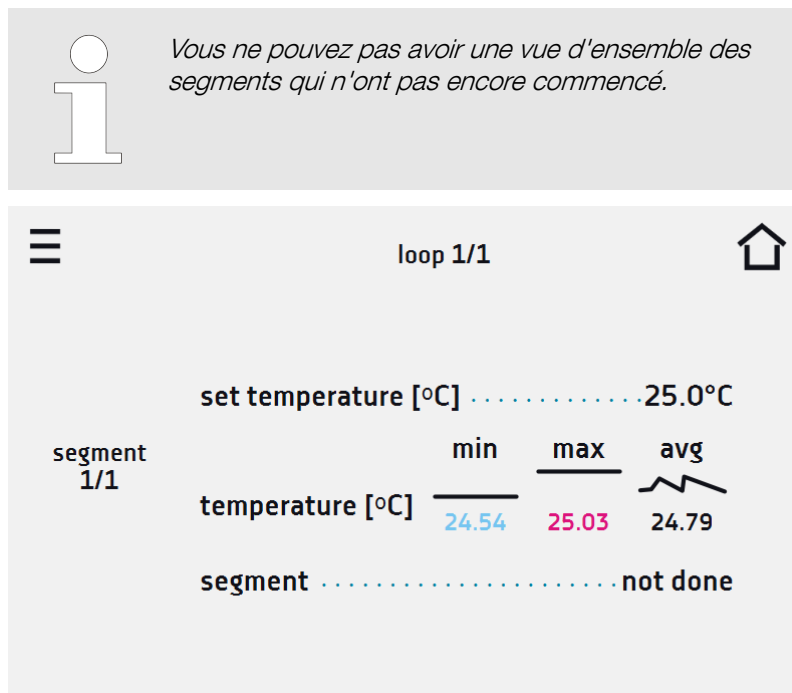 Vous ne pouvez pas avoir une vue d'ensemble des
segments qui n'ont pas encore commencé.
loop 1/1
set temperature [ºC] . . . . . . . . . . . . . 25.0°C
segment
1/1
min max avg
temperature [ºC]
24.54 25.03 24.79
segment . . . . . . . . . . . . . . . . . . . . . . not done